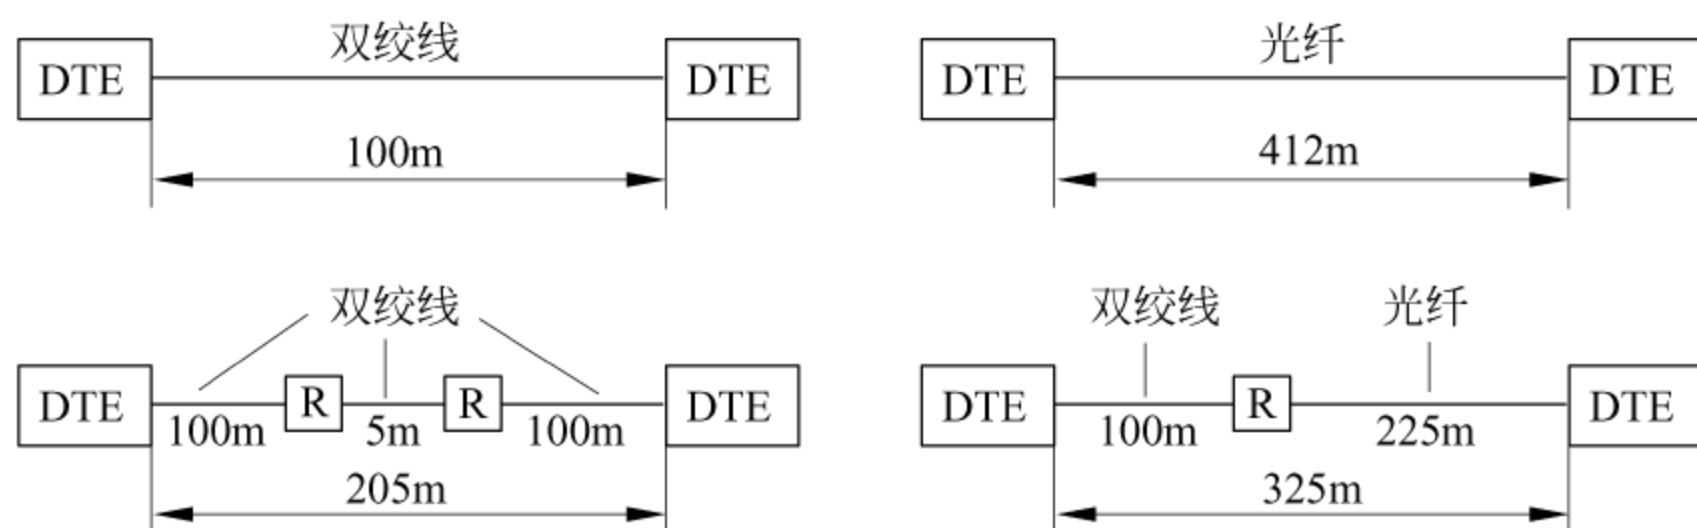 双绞线
光纤
DTE DTE DTE DTE
100m
412m
双绞线
双绞线 光纤
DTE R R DTE DTE R DTE
100m 5m 100m 100m 225m
205m
325m